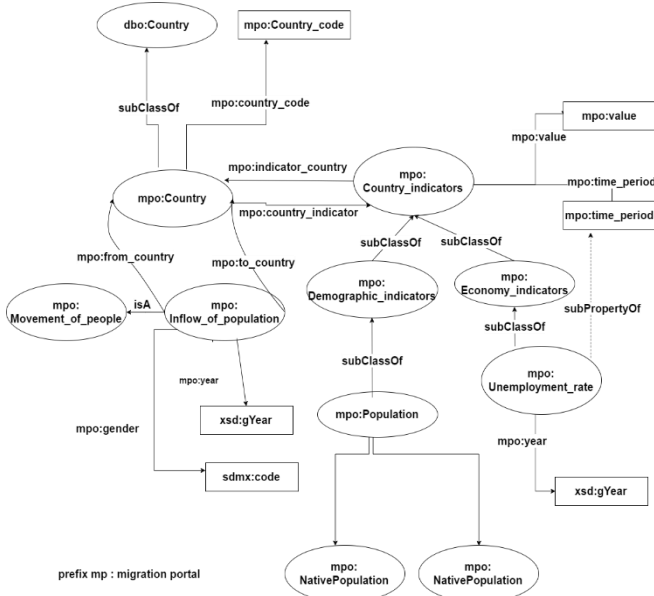 dbo:Country
mpo:Country_code
subClassOf
mpo:country_code
mpo:value
mpo:value
mpo:indicator_country
mpo:
Country_indicators
mpo:Country
mpo:time_period
mpo:country_indicator
mpo:time_period
subClassOf
subClassOf
mpo:from_country
mpo:to_country
mpo:
Demographic_indicators
mpo:
Economy_indicators
mpo:
Movement_of_people
isA
mpo:
Inflow_of_population
subPropertyOf
subClassOf
subClassOf
mpo:
Unemployment_rate
mpo:year
mpo:gender
xsd:gYear
mpo:Population
mpo:year
sdmx:code
xsd:gYear
mpo:
NativePopulation
mpo:
NativePopulation
prefix mp : migration portal